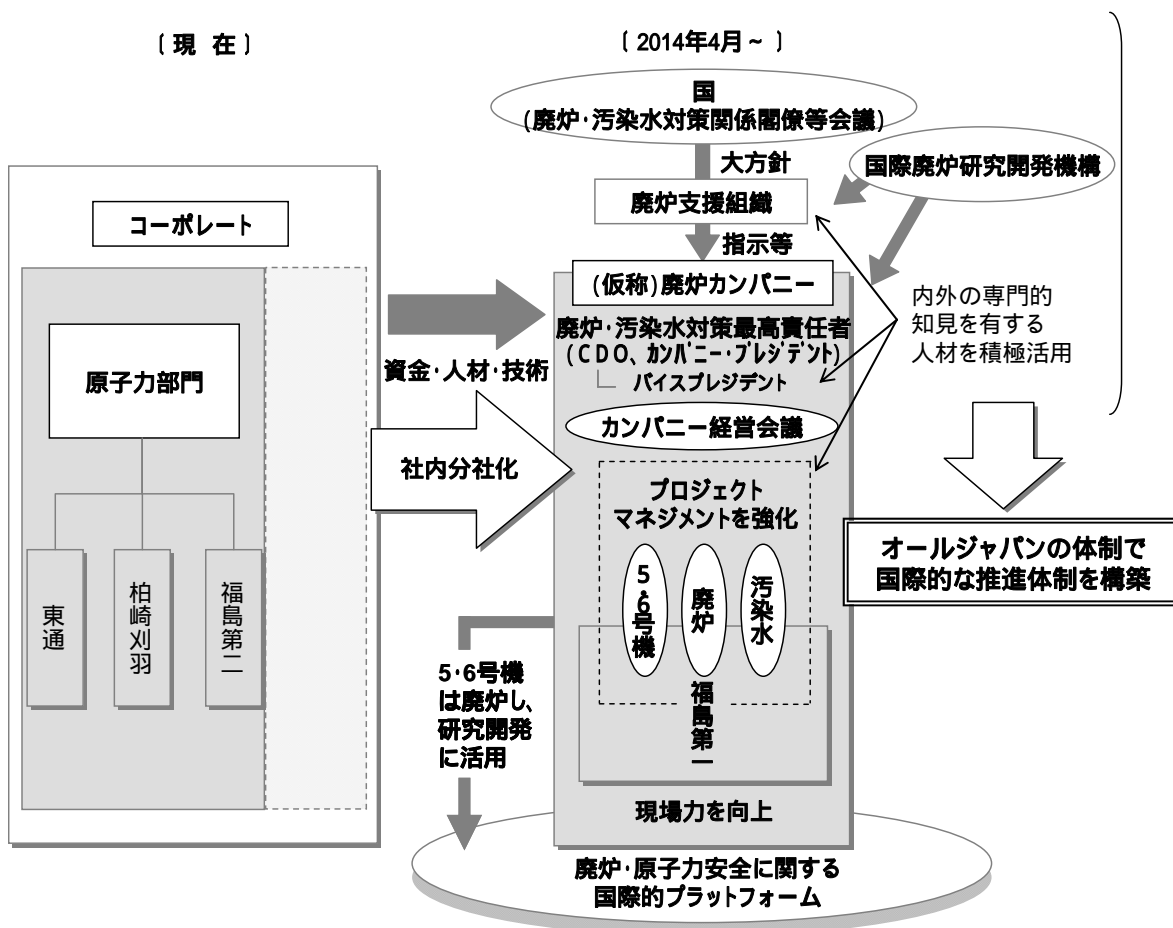 〔 現 在 〕
〔 2014年4月～ 〕
国
(廃炉・汚染水対策関係閣僚等会議)
大方針
国際廃炉研究開発機構
廃炉支援組織
指示等
コーポレート
(仮称)廃炉カンパニー
廃炉・汚染水対策最高責任者
(CDO、カンパニー・プレジデント)
バイスプレジデント
内外の専門的
知見を有する
人材を積極活用
原子力部門
資金・人材・技術
カンパニー経営会議
社内分社化
プロジェクト
マネジメントを強化
オールジャパンの体制で
国際的な推進体制を構築
東通
柏崎刈羽
福島第二
5・6号機
廃炉
汚染水
5・6号機
は廃炉し、
研究開発
に活用
福島第一
現場力を向上
廃炉・原子力安全に関する
国際的プラットフォーム